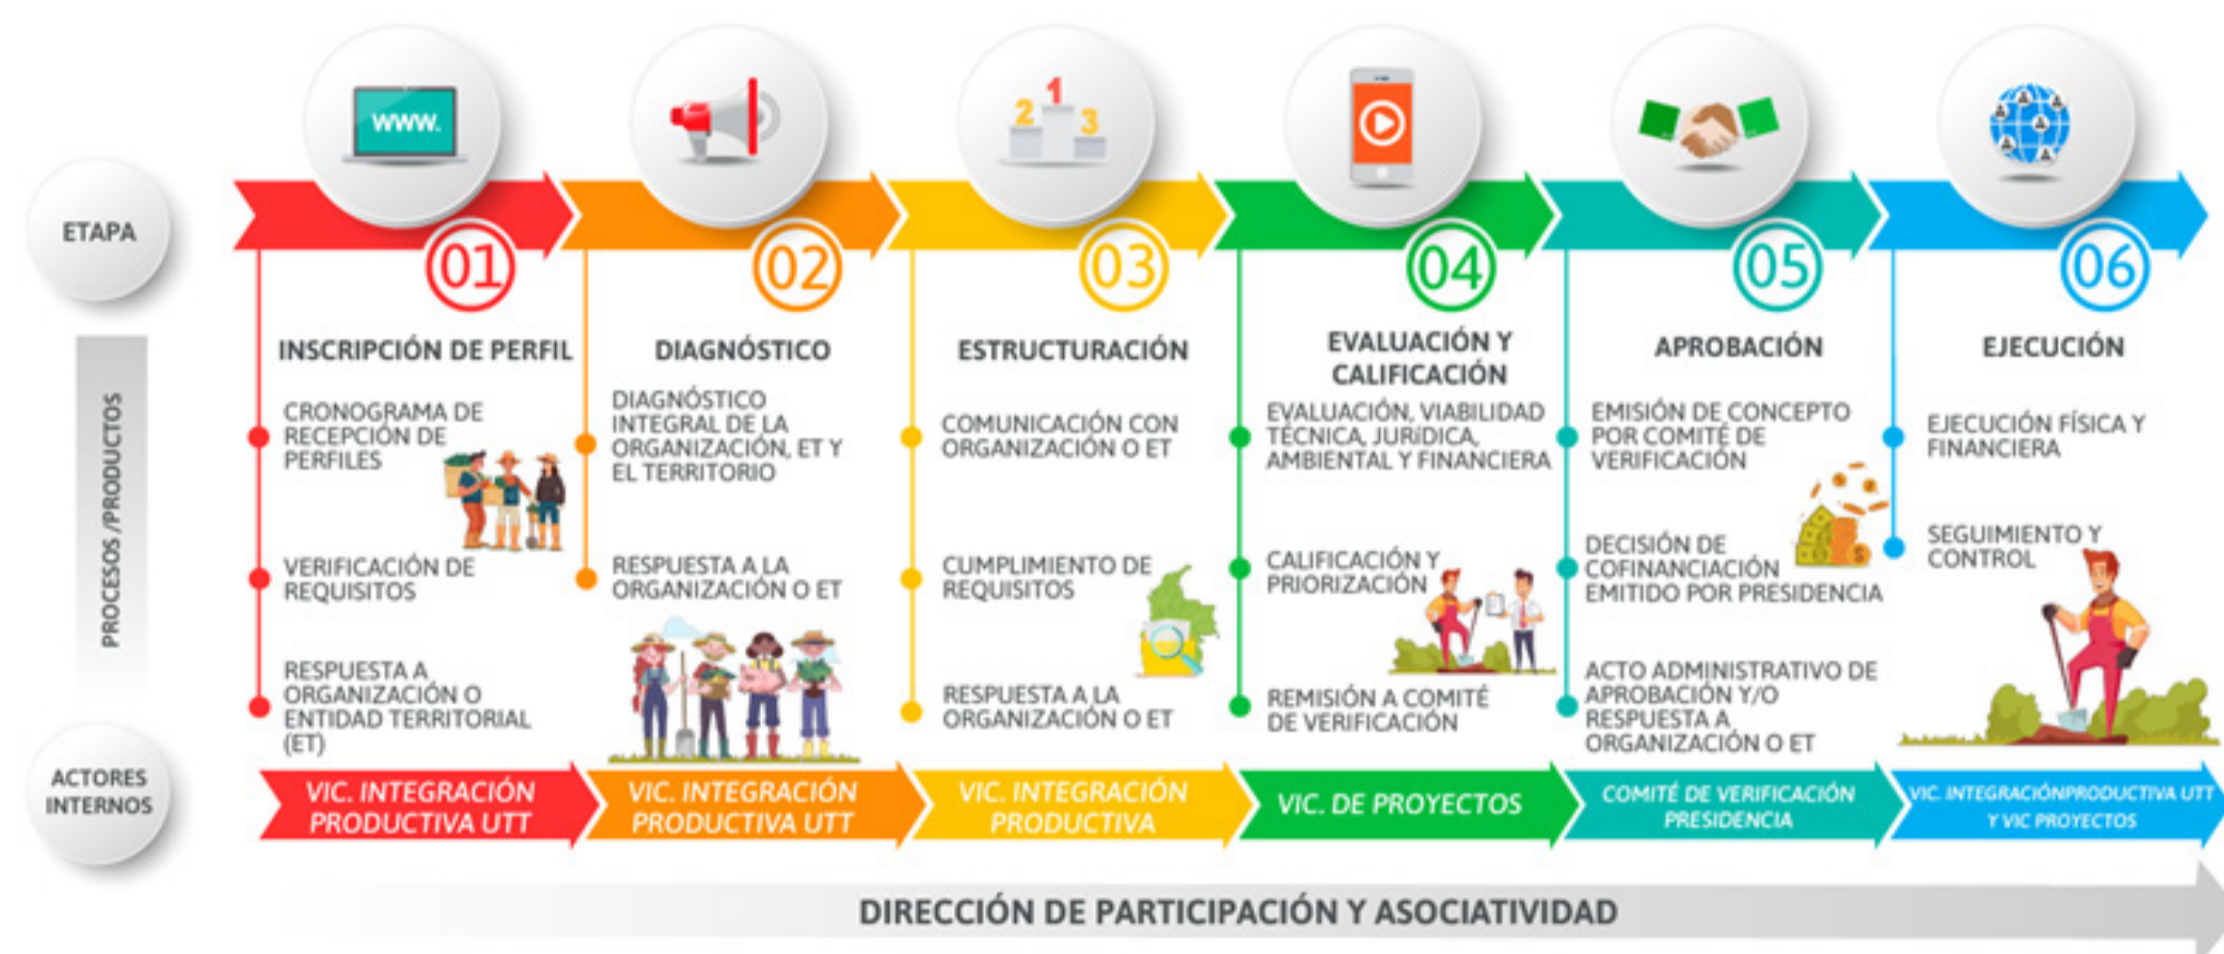 WWW.
2
1
3
ETAPA
01
02
03
04
05
06
INSCRIPCIÓN DE PERFIL
DIAGNÓSTICO
ESTRUCTURACIÓN
EVALUACIÓN Y
CALIFICACIÓN
APROBACIÓN
EJECUCIÓN
PROCESOS /PRODUCTOS
CRONOGRAMA DE
RECEPCIÓN DE
PERFILES
VERIFICACIÓN DE
REQUISITOS
RESPUESTA A
ORGANIZACIÓN O
ENTIDAD TERRITORIAL
(ET)
DIAGNÓSTICO
INTEGRAL DE LA
ORGANIZACIÓN, ET Y
EL TERRITORIO
RESPUESTA A LA
ORGANIZACIÓN O ET
COMUNICACIÓN CON
ORGANIZACIÓN O ET
CUMPLIMIENTO DE
REQUISITOS
RESPUESTA A LA
ORGANIZACIÓN O ET
EVALUACIÓN, VIABILIDAD
TÉCNICA, JURÍDICA,
AMBIENTAL Y FINANCIERA
CALIFICACIÓN Y
PRIORIZACIÓN
REMISIÓN A COMITÉ
DE VERIFICACIÓN
EMISIÓN DE CONCEPTO
POR COMITÉ DE
VERIFICACIÓN
DECISIÓN DE
COFINANCIACIÓN
EMITIDO POR PRESIDENCIA
ACTO ADMINISTRATIVO DE
APROBACIÓN Y/O
RESPUESTA A
ORGANIZACIÓN O ET
EJECUCIÓN FÍSICA Y
FINANCIERA
SEGUIMIENTO Y
CONTROL
ACTORES
INTERNOS
VIC. INTEGRACIÓN
PRODUCTIVA UTT
VIC. INTEGRACIÓN
PRODUCTIVA UTT
VIC. INTEGRACIÓN
PRODUCTIVA
VIC. DE PROYECTOS
COMITÉ DE VERIFICACIÓN
PRESIDENCIA
VIC. INTEGRACIÓNPRODUCTIVA UTT
Y VIC PROYECTOS
DIRECCIÓN DE PARTICIPACIÓN Y ASOCIATIVIDAD